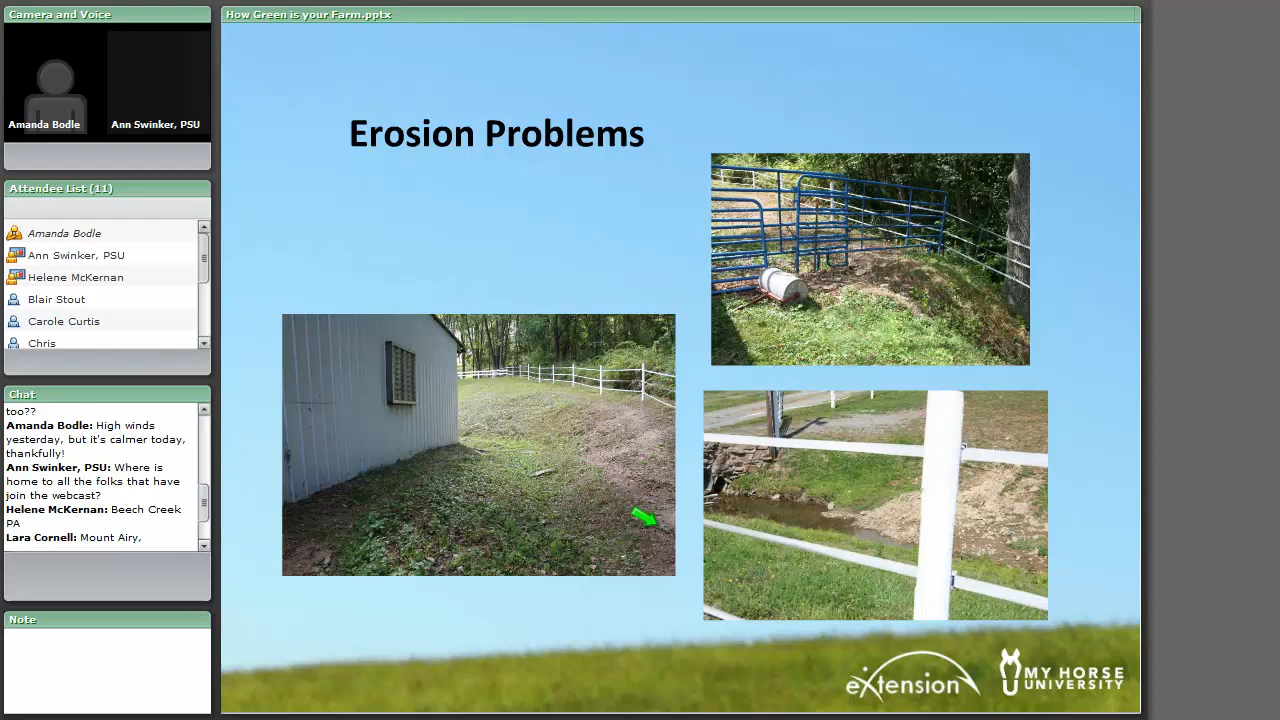 Camera and Voice
Amanda Bodle
Ann Swinker, PSU
Attendee List (11)
Amanda Bodle
Ann Swinker, PSU
Helene McKernan
Blair Stout
Carole Curtis
Chris
Chat
too??
Amanda Bodle: High winds
yesterday, but it's calmer today,
thankfully!
Ann Swinker, PSU: Where is
home to all the folks that have
join the webcast?
Helene McKernan: Beech Creek
PA
Lara Cornell: Mount Airy,
Note
How Green is your Farm.pptx
Erosion Problems
eXtension
MY HORSE
UNIVERSITY